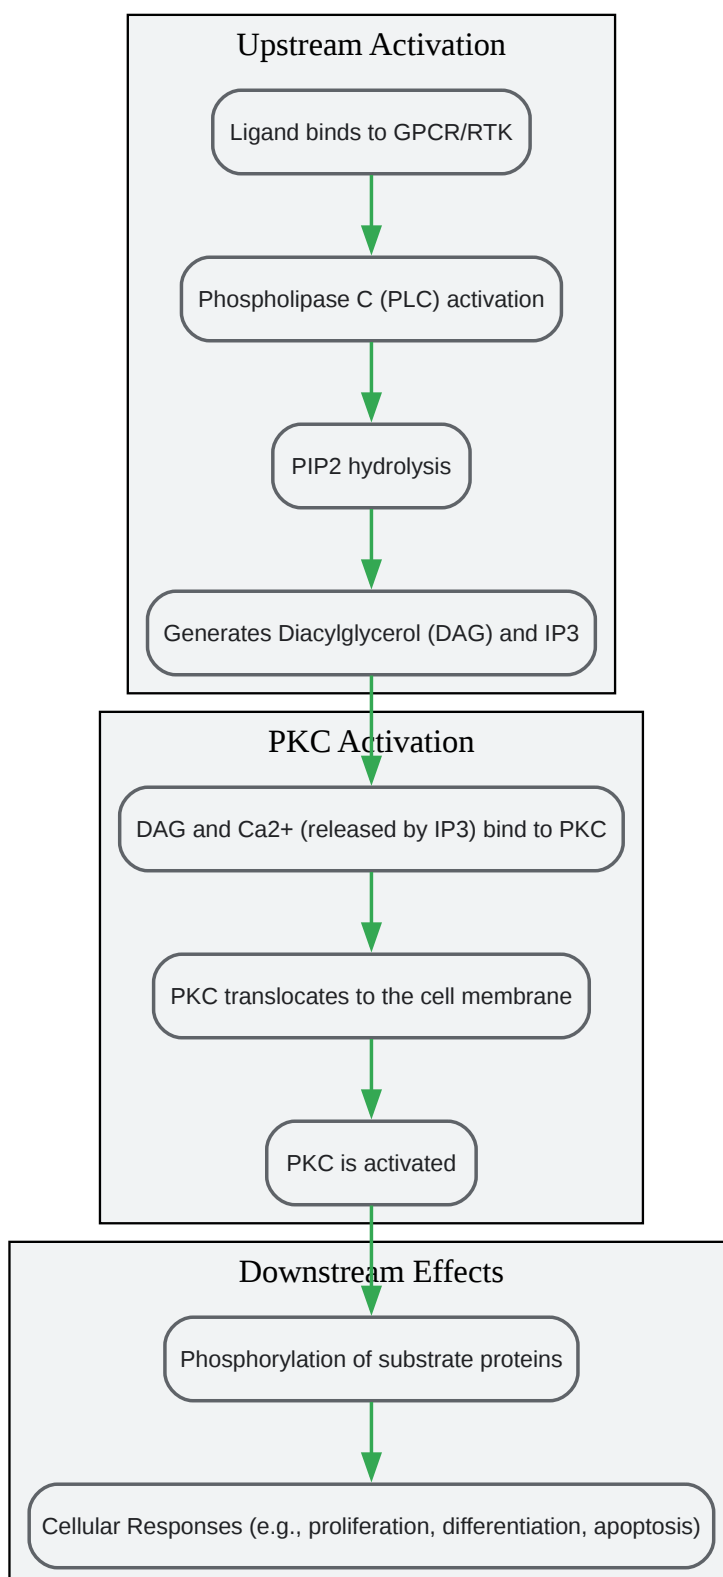 Upstream Activation
Ligand binds to GPCR/RTK
Phospholipase C (PLC) activation
PIP2 hydrolysis
Generates Diacylglycerol (DAG) and IP3
PKC Activation
DAG and Ca2+ (released by IP3) bind to PKC
PKC translocates to the cell membrane
PKC is activated
Downstream Effects
Phosphorylation of substrate proteins
Cellular Responses (e.g., proliferation, differentiation, apoptosis)